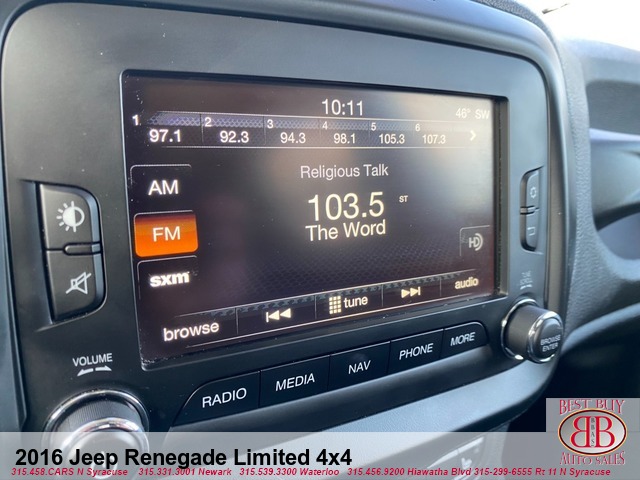 10:11
46° SW
1 97.1 2 92.3 3 94.3 4 98.1 5 105.3 6 107.3
Religious Talk
AM
103.5 ST
FM
The Word
HD
sxm
browse
tune
audio
VOLUME
RADIO MEDIA NAV PHONE MORE
BROWSE
ENTER
BEST BUY
BB
AUTO SALES
2016 Jeep Renegade Limited 4x4
315.458.CARS N Syracuse 315.331.3001 Newark 315.539.3300 Waterloo 315.456.9200 Hiawatha Blvd 315-299-6555 Rt 11 N Syracuse